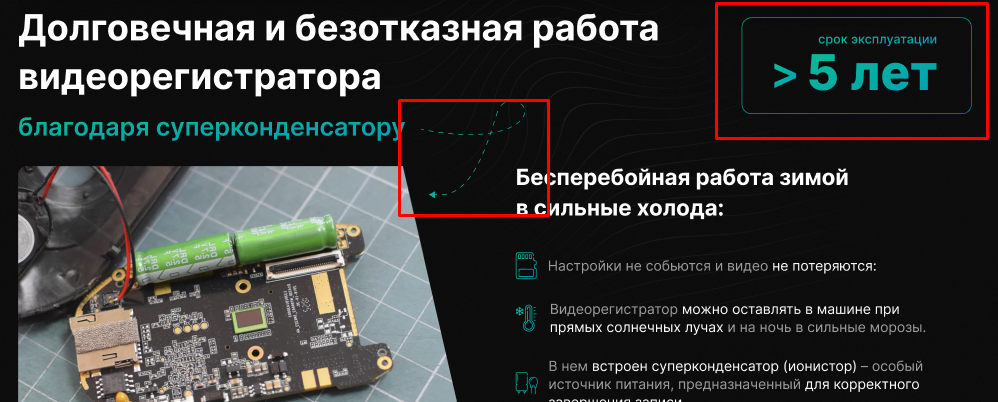 Долговечная и безотказная работа
видеорегистратора
благодаря суперконденсатору
срок эксплуатации
> 5 лет
Бесперебойная работа зимой
в сильные холода:
Настройки не собьются и видео не потеряются:
Видеорегистратор можно оставлять в машине при
прямых солнечных лучах и на ночь в сильные морозы.
В нем встроен суперконденсатор (ионистор) – особый
источник питания, предназначенный для корректного
завершения записи